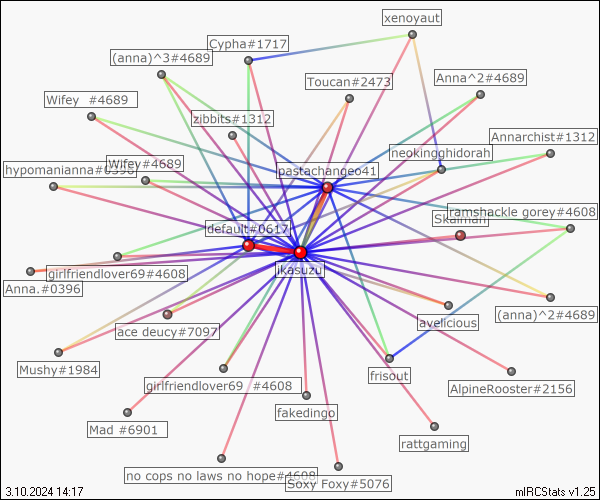 xenoyaut
Cypha#1717
(anna)^3#4689
Toucan#2473
Anna^2#4689
Wifey #4689
zibbits#1312
Annarchist#1312
neokingghidorah
hypomanianna#0396
Wifey#4689
pastachangeo41
ramshackle gorey#4608
default#0617
ikasuzu
girlfriendlover69#4608
Anna.#0396
(anna)^2#4689
ace deucy#7097
avelicious
Mushy#1984
frisout
girlfriendlover69 #4608
AlpineRooster#2156
fakedingo
Mad #6901
rattgaming
no cops no laws no hope#4608
Soxy Foxy#5076
3.10.2024 14:17
mIRCStats v1.25